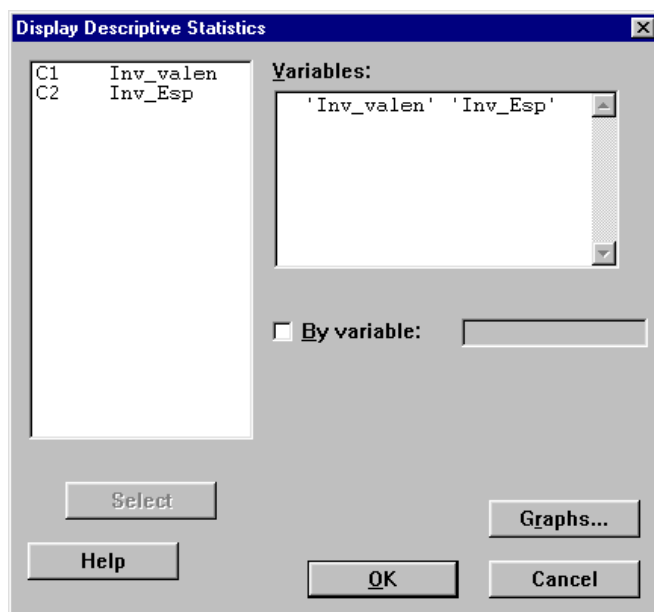 Display Descriptive Statistics
C1 Inv_valen
C2 Inv_Esp
Variables:
'Inv_valen' 'Inv_Esp'
By variable:
Select
Graphs...
Help
OK
Cancel